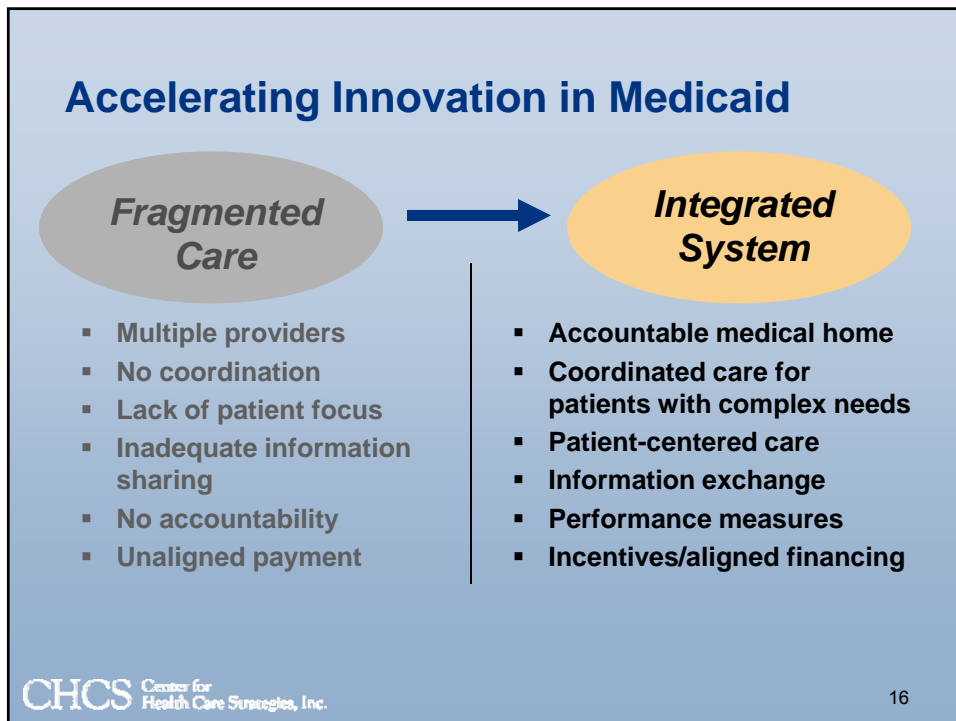 Accelerating Innovation in Medicaid
Fragmented
Care
Integrated
System
▪ Multiple providers
▪ No coordination
▪ Lack of patient focus
▪ Inadequate information
sharing
▪ No accountability
▪ Unaligned payment
▪ Accountable medical home
▪ Coordinated care for
patients with complex needs
▪ Patient-centered care
▪ Information exchange
▪ Performance measures
▪ Incentives/aligned financing
CHCS Center for
Health Care Strategies, Inc.
16